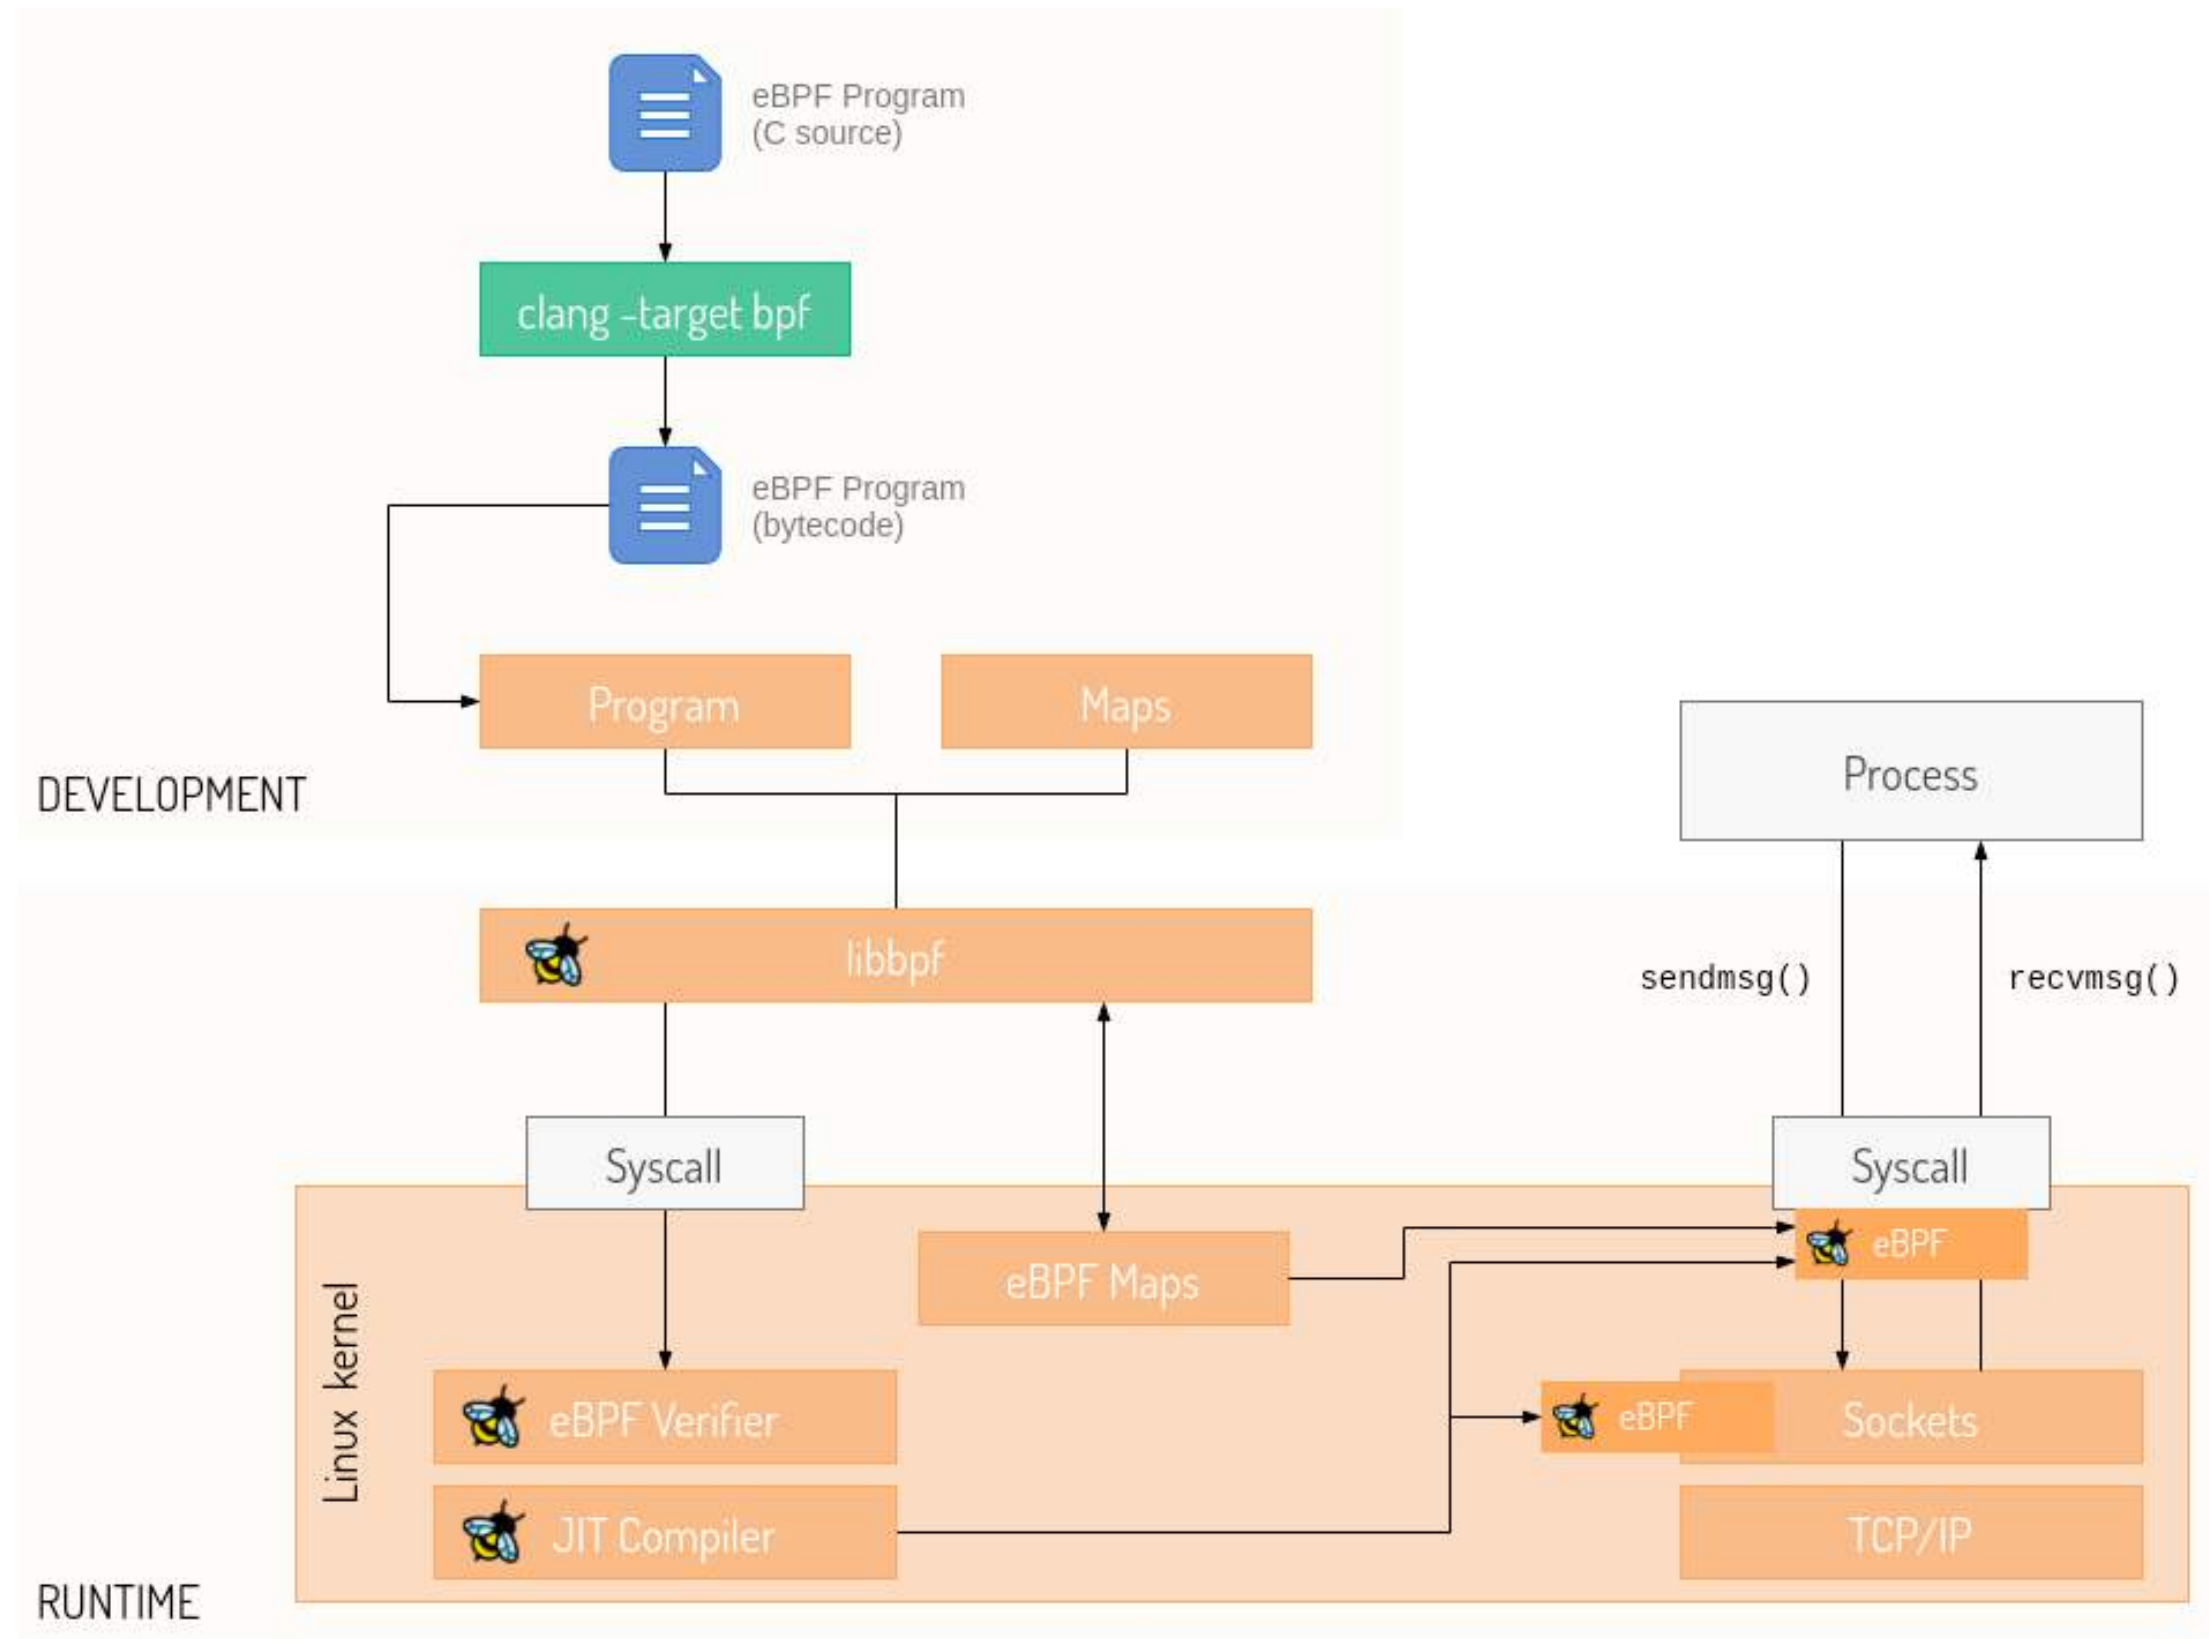 eBPF Program
(C source)
clang -target bpf
eBPF Program
(bytecode)
Program
Maps
DEVELOPMENT
Process
libbpf
sendmsg()
recvmsg()
Syscall
Syscall
eBPF
eBPF Maps
Linux kernel
eBPF Verifier
eBPF
Sockets
JIT Compiler
TCP/IP
RUNTIME